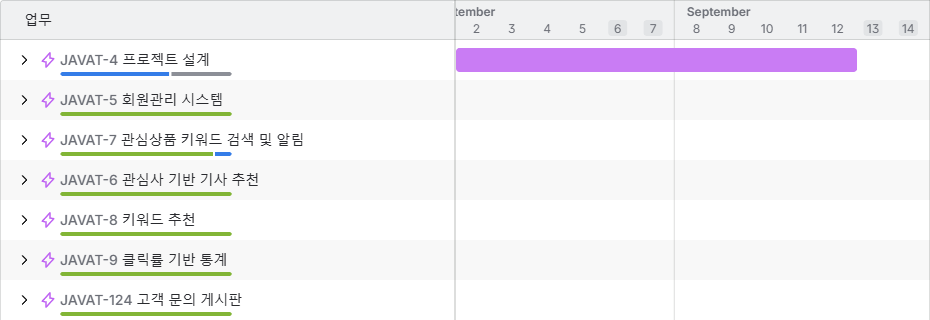 업무
tember
September
2 3 4 5 6 7 8 9 10 11 12 13 14
JAVAT-4 프로젝트 설계
JAVAT-5 회원관리 시스템
JAVAT-7 관심상품 키워드 검색 및 알림
JAVAT-6 관심사 기반 기사 추천
JAVAT-8 키워드 추천
JAVAT-9 클릭률 기반 통계
JAVAT-124 고객 문의 게시판